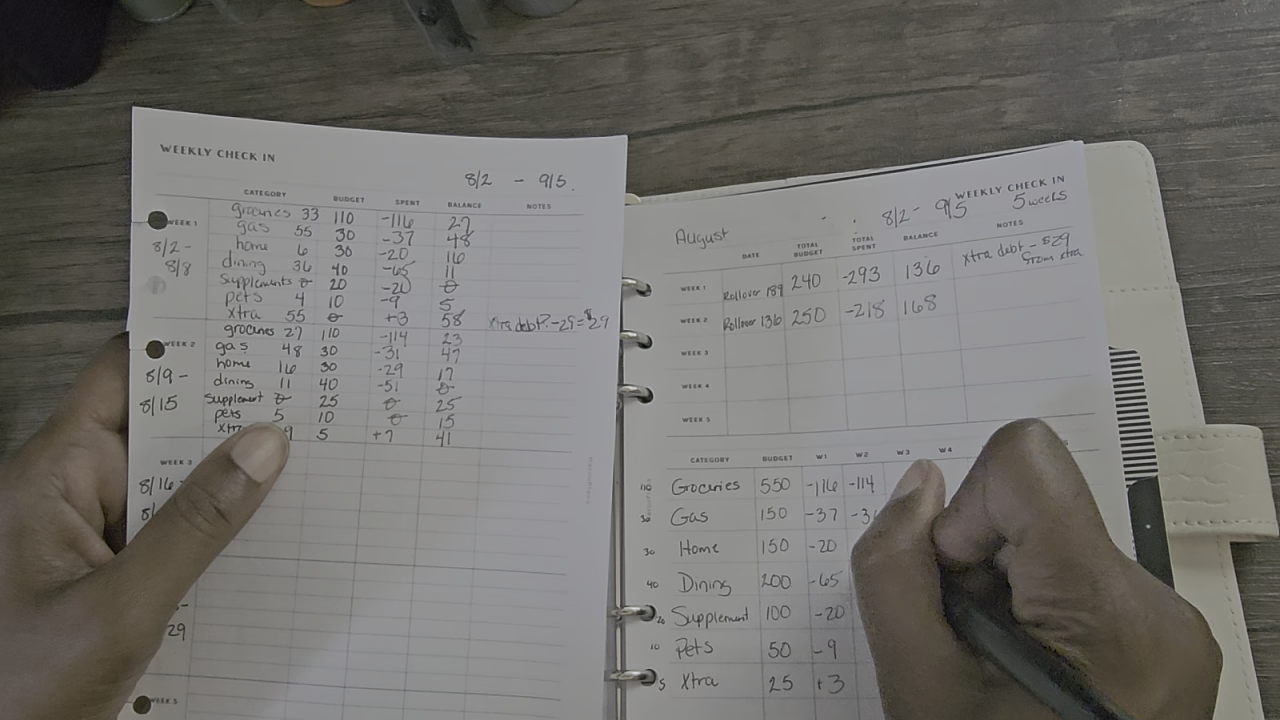 WEEKLY CHECK IN
8/2 - 9/5.
CATEGORY BUDGET SPENT BALANCE NOTES
WEEK 1
8/2 -
8/8
groceries 33 110 -116 27
gas 55 30 -37 48
home 6 30 -20 16
dining 36 40 -65 11
supplements 0 20 -20 0
pets 4 10 -9 5
xtra 55 0 +3 58 xtra debt -29 = $29
WEEK 2
8/9 -
8/15
groceries 27 110 -114 23
gas 48 30 -31 47
home 16 30 -29 17
dining 11 40 -51 0
supplement 0 25 0 25
pets 5 10 0 15
xtra 9 5 +7 41
WEEK 3
8/16 -
29
WEEK 5
WEEKLY CHECK IN
8/2 - 9/5 5 weeks
August
DATE TOTAL BUDGET TOTAL SPENT BALANCE NOTES
WEEK 1 Rollover 189 240 -293 136 xtra debt - $29
from xtra
WEEK 2 Rollover 136 250 -218 168
WEEK 3
WEEK 4
WEEK 5
CATEGORY BUDGET W1 W2 W3 W4
110 Groceries 550 -116 -114
30 Gas 150 -37 -3
30 Home 150 -20
40 Dining 200 -65
20 Supplement 100 -20
10 Pets 50 -9
5 Xtra 25 +3